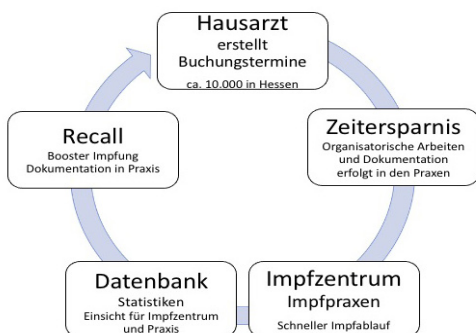 Hausarzt
erstellt
Buchungstermine
ca. 10.000 in Hessen
Zeitersparnis
Organisatorische Arbeiten
und Dokumentation
erfolgt in den Praxen
Impfzentrum
Impfpraxen
Schneller Impfablauf
Datenbank
Statistiken
Einsicht für Impfzentrum
und Praxis
Recall
Booster Impfung
Dokumentation in Praxis